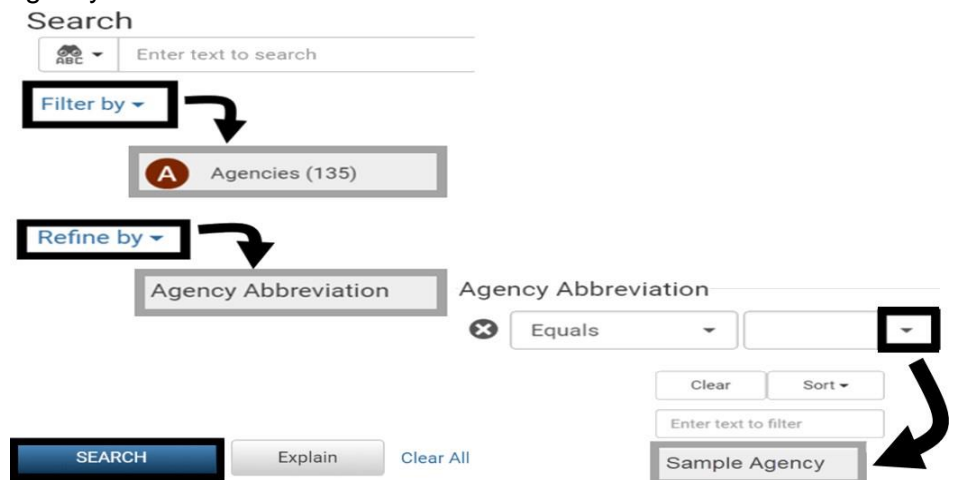 Search
ABC
Enter text to search
Filter by
A Agencies (135)
Refine by
Agency Abbreviation
Agency Abbreviation
Equals
Clear Sort
Enter text to filter
Sample Agency
SEARCH Explain Clear All